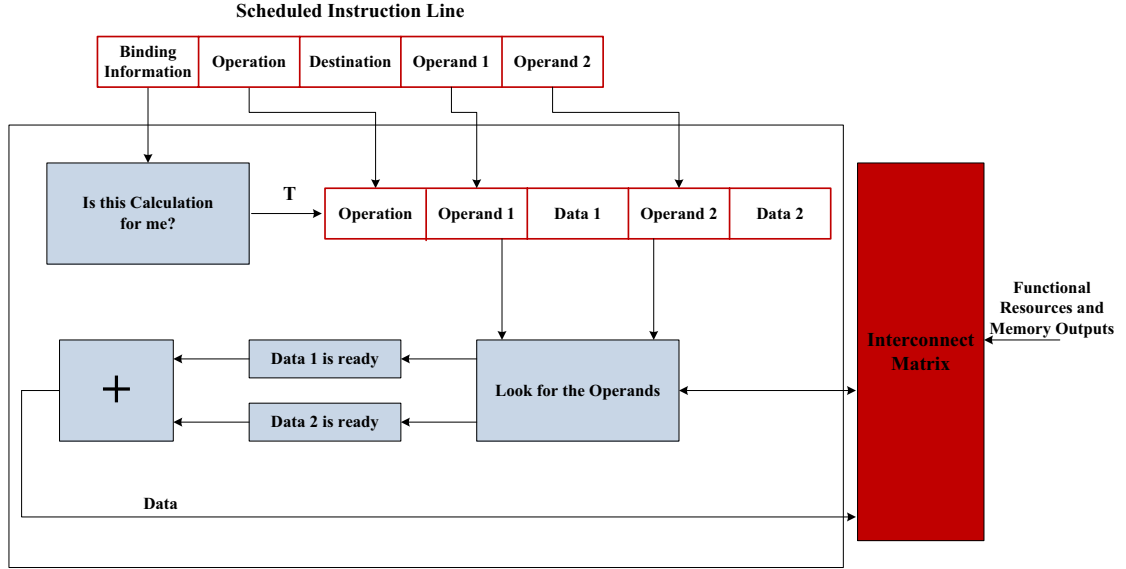 Scheduled Instruction Line
Binding
Information
Operation
Destination
Operand 1
Operand 2
Is this Calculation
for me?
T
Operation
Operand 1
Data 1
Operand 2
Data 2
Functional
Resources and
Memory Outputs
Interconnect
Matrix
+
Data 1 is ready
Data 2 is ready
Look for the Operands
Data